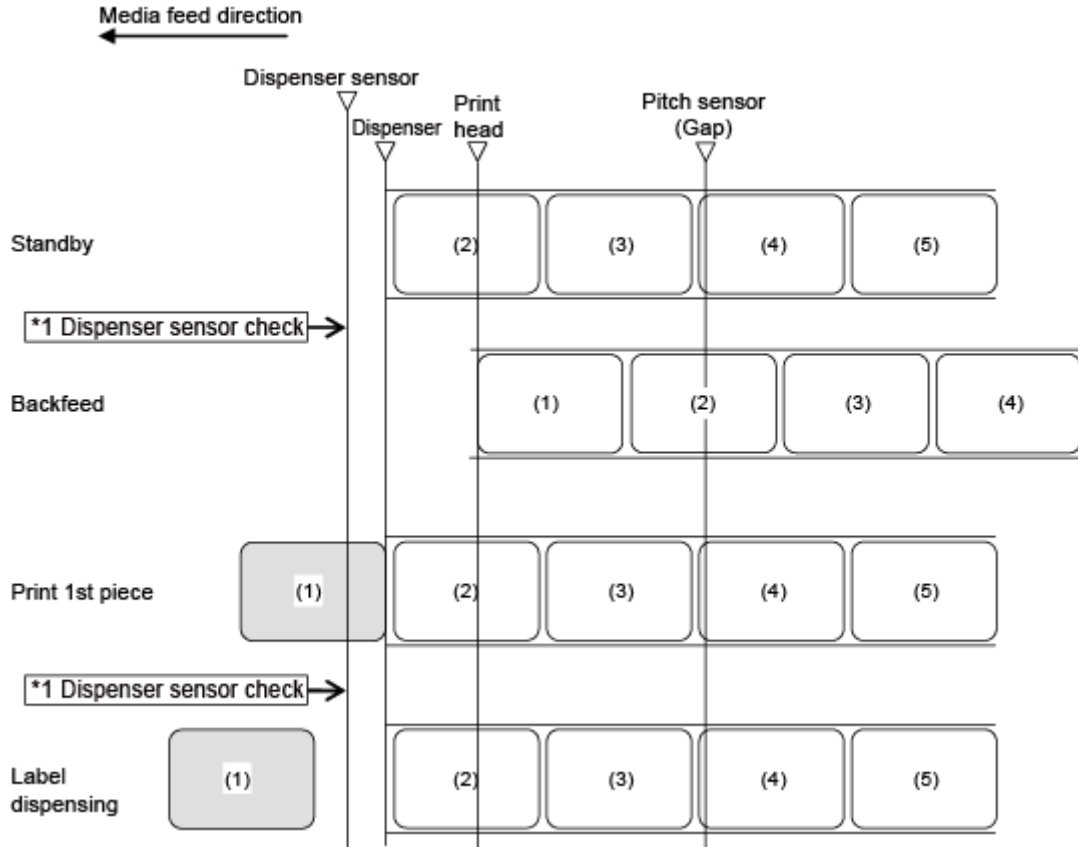 Media feed direction
Dispenser sensor
Print
head
Pitch sensor
(Gap)
Dispenser
Standby
(2)
(3)
(4)
(5)
*1 Dispenser sensor check
Backfeed
(1)
(2)
(3)
(4)
Print 1st piece
(1)
(2)
(3)
(4)
(5)
*1 Dispenser sensor check
Label
dispensing
(1)
(2)
(3)
(4)
(5)